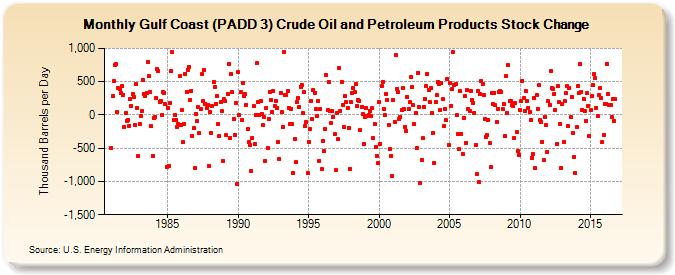 Monthly Gulf Coast (PADD 3) Crude Oil and Petroleum Products Stock Change
Thousand Barrels per Day
1,000
500
0
-500
-1,000
-1,500
1985 1990 1995 2000 2005 2010 2015
Source: U.S. Energy Information Administration